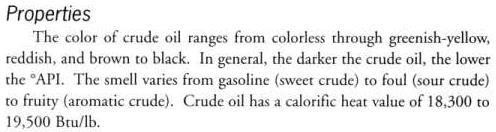 Properties
The color of crude oil ranges from colorless through greenish-yellow,
reddish, and brown to black. In general, the darker the crude oil, the lower
the °API. The smell varies from gasoline (sweet crude) to foul (sour crude)
to fruity (aromatic crude). Crude oil has a calorific heat value of 18,300 to
19,500 Btu/lb.